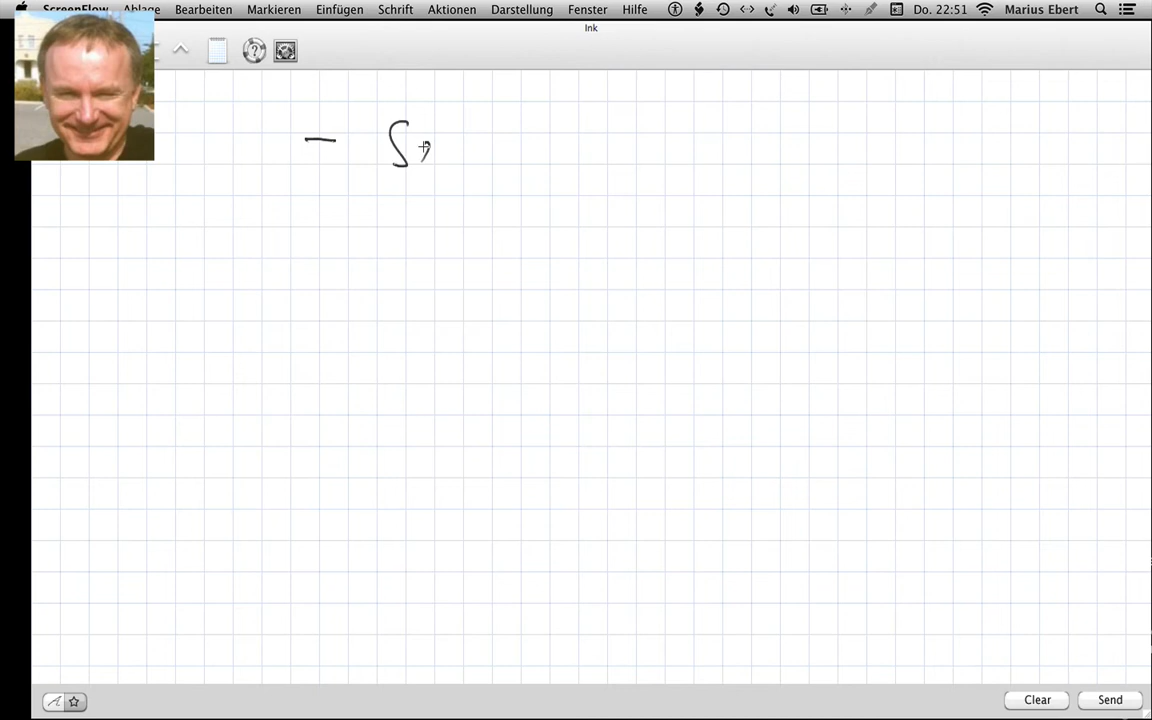 ScreenFlow Ablage Bearbeiten Markieren Einfügen Schrift Aktionen Darstellung Fenster Hilfe Do. 22:51 Marius Ebert
Ink
– S
Clear Send